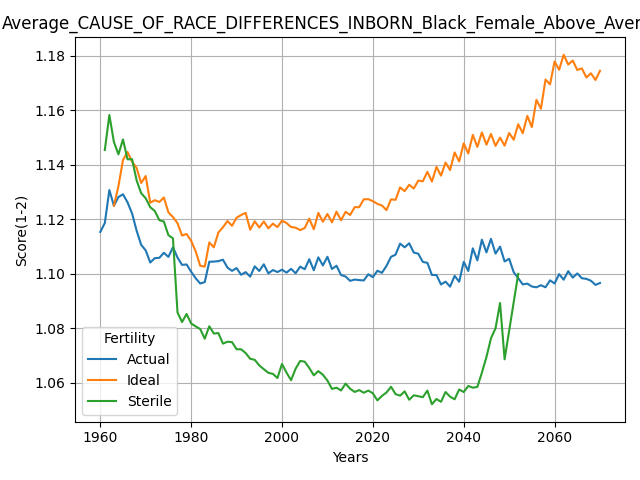 Average_CAUSE_OF_RACE_DIFFERENCES_INBORN_Black_Female_Above_Aver
1.18
1.16
1.14
1.12
1.10
1.08
1.06
Score(1-2)
Fertility
Actual
Ideal
Sterile
1960 1980 2000 2020 2040 2060
Years